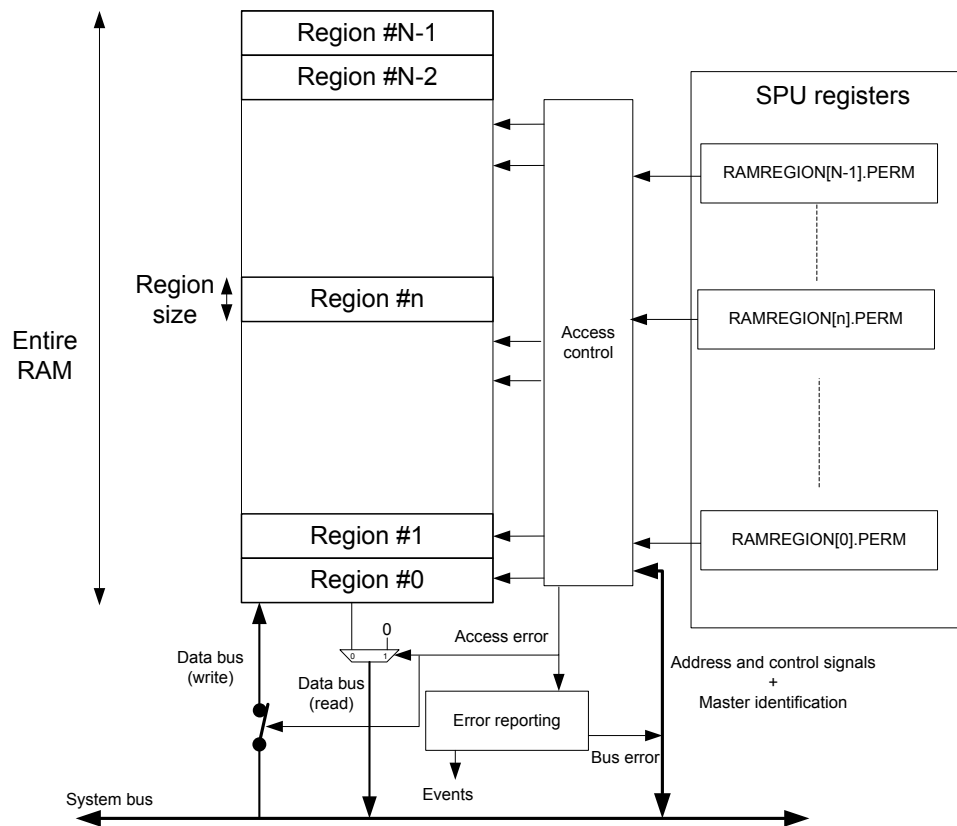 Region #N-1
Region #N-2
SPU registers
RAMREGION[N-1].PERM
Region
size
Region #n
RAMREGION[n].PERM
Entire
RAM
Access
control
Region #1
RAMREGION[0].PERM
Region #0
0
Access error
0 1
Data bus
(write)
Data bus
(read)
Address and control signals
+
Master identification
Error reporting
Bus error
Events
System bus